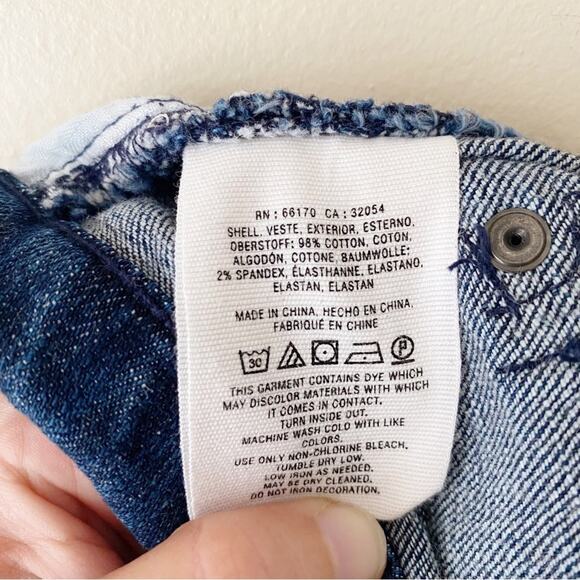 RN : 66170 CA : 32054
SHELL, VESTE, EXTERIOR, ESTERNO,
OBERSTOFF: 98% COTTON, COTON,
ALGODÓN, COTONE, BAUMWOLLE:
2% SPANDEX, ÉLASTHANNE, ELASTANO,
ELASTAN, ELASTAN
MADE IN CHINA, HECHO EN CHINA,
FABRIQUÉ EN CHINE
30 P
THIS GARMENT CONTAINS DYE WHICH
MAY DISCOLOR MATERIALS WITH WHICH
IT COMES IN CONTACT.
TURN INSIDE OUT.
MACHINE WASH COLD WITH LIKE
COLORS.
USE ONLY NON-CHLORINE BLEACH.
TUMBLE DRY LOW.
LOW IRON AS NEEDED.
MAY BE DRY CLEANED.
DO NOT IRON DECORATION.